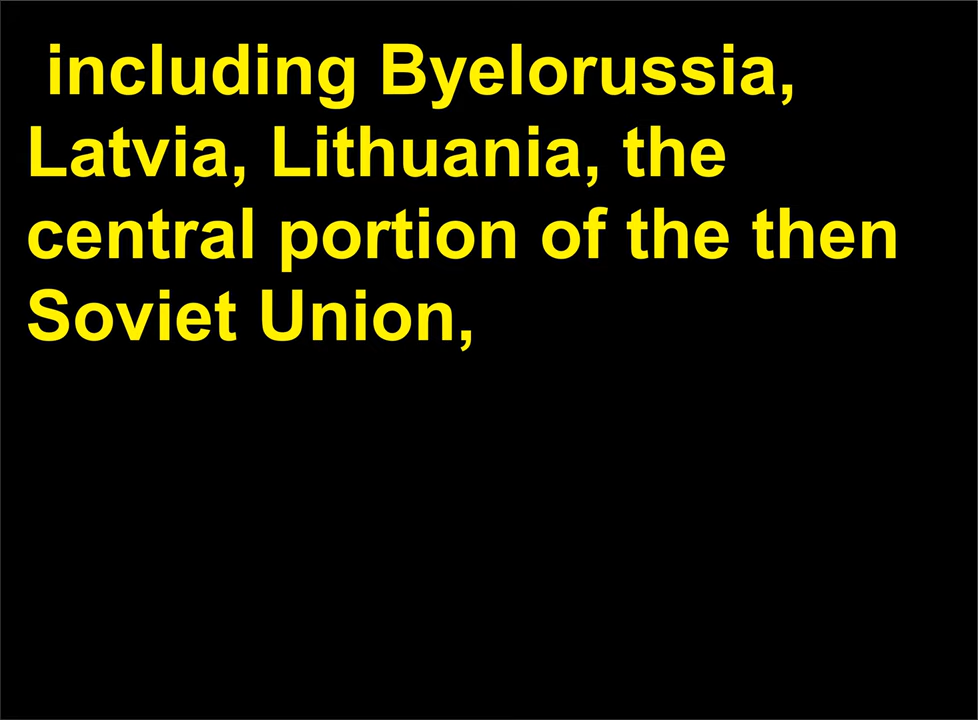 including Byelorussia,
Latvia, Lithuania, the
central portion of the then
Soviet Union,